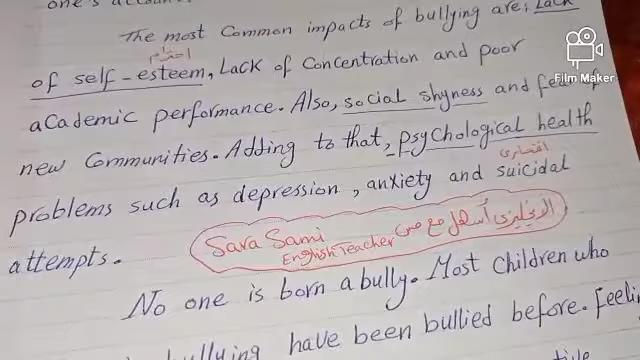 one's
The most Common impacts of bullying are; Lack
احترام
of self-esteem, Lack of Concentration and poor
academic performance. Also, social shyness and fear
new Communities. Adding to that, psychological health
problems such as depression, anxiety and suicidal
attempts.
Sara Sami
English Teacher
الإنجليزي أسهل مع مس
No one is born a bully. Most Children who
bullying have been bullied before.
Film Maker